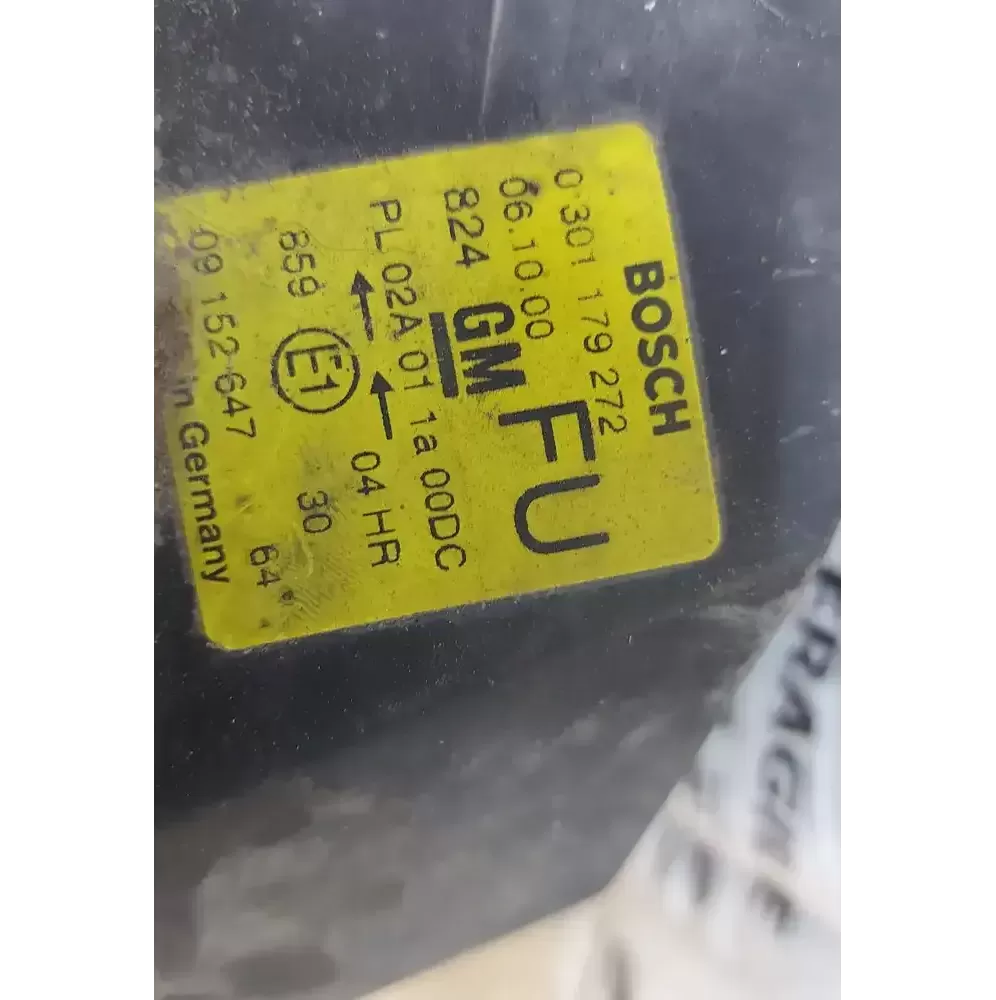 BOSCH
0 301 179 272
06.10.00
FU
824 GM
PL 02A 01 1a 00DC
04 HR
859 E1 30
09 152 647 64
in Germany
FRAGILE